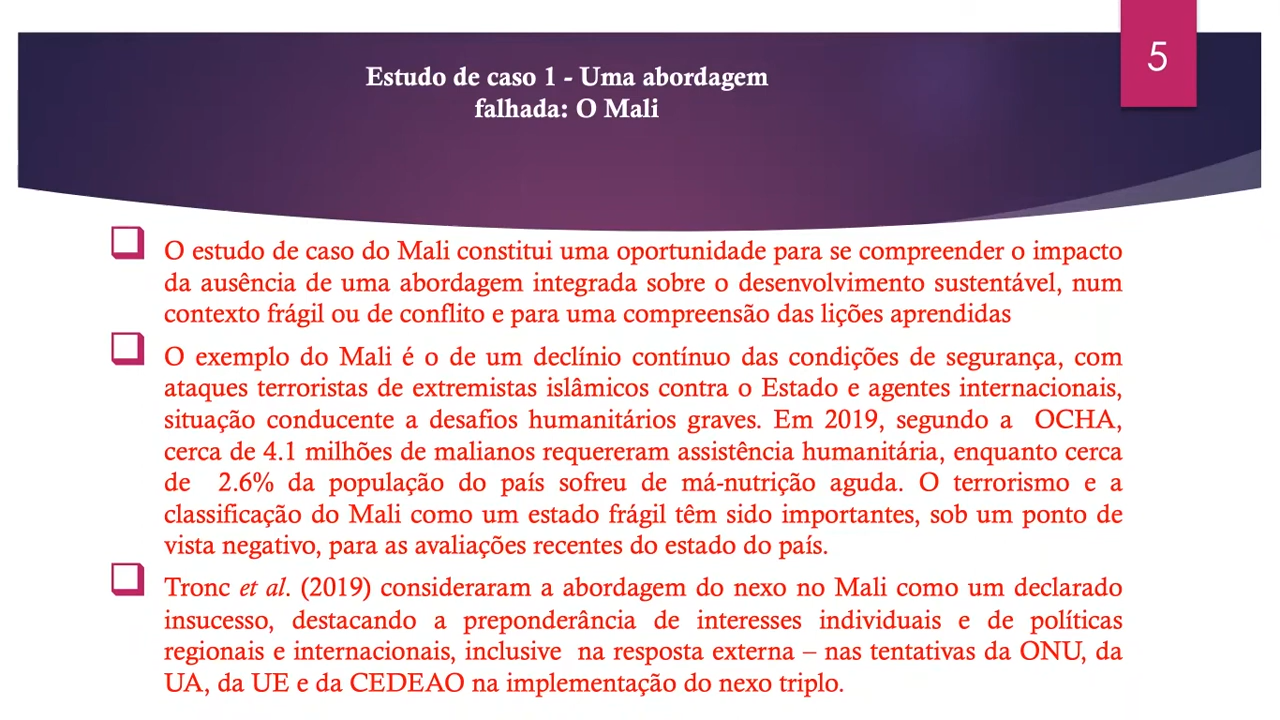 5
Estudo de caso 1 - Uma abordagem
falhada: O Mali
O estudo de caso do Mali constitui uma oportunidade para se compreender o impacto
da ausência de uma abordagem integrada sobre o desenvolvimento sustentável, num
contexto frágil ou de conflito e para uma compreensão das lições aprendidas
O exemplo do Mali é o de um declínio contínuo das condições de segurança, com
ataques terroristas de extremistas islâmicos contra o Estado e agentes internacionais,
situação conducente a desafios humanitários graves. Em 2019, segundo a OCHA,
cerca de 4.1 milhões de malianos requereram assistência humanitária, enquanto cerca
de 2.6% da população do país sofreu de má-nutrição aguda. O terrorismo e a
classificação do Mali como um estado frágil têm sido importantes, sob um ponto de
vista negativo, para as avaliações recentes do estado do país.
Tronc et al. (2019) consideraram a abordagem do nexo no Mali como um declarado
insucesso, destacando a preponderância de interesses individuais e de políticas
regionais e internacionais, inclusive na resposta externa – nas tentativas da ONU, da
UA, da UE e da CEDEAO na implementação do nexo triplo.